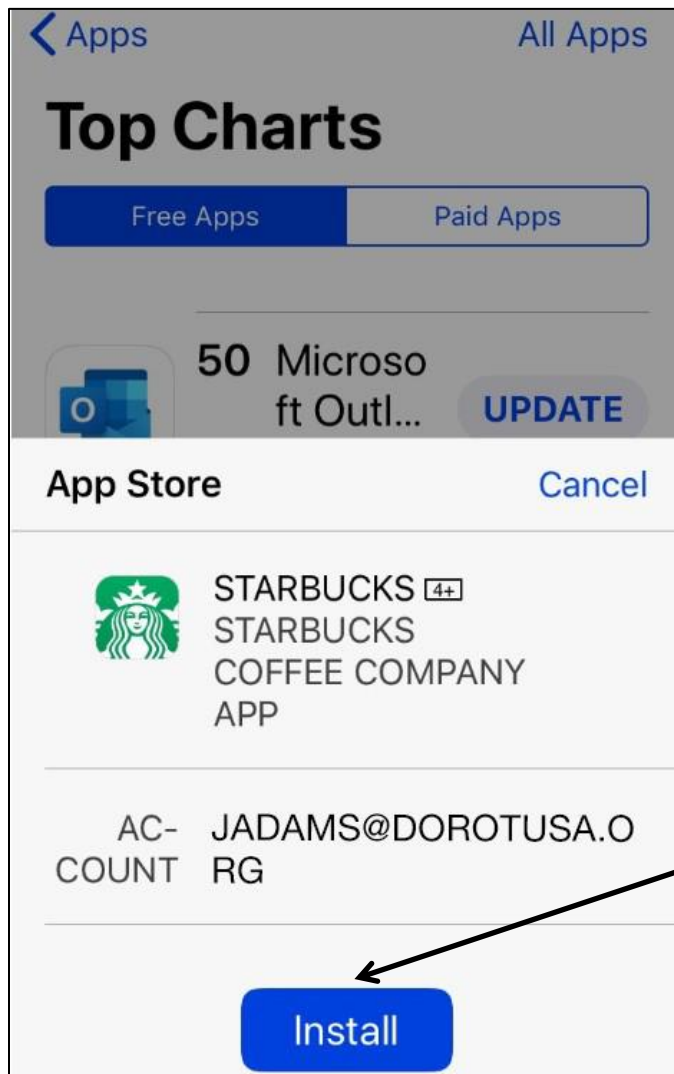 Apps All Apps
Top Charts
Free Apps Paid Apps
50 Microso
ft Outl... UPDATE
O
App Store Cancel
STARBUCKS 4+
STARBUCKS
COFFEE COMPANY
APP
AC- JADAMS@DOROTUSA.O
COUNT RG
Install